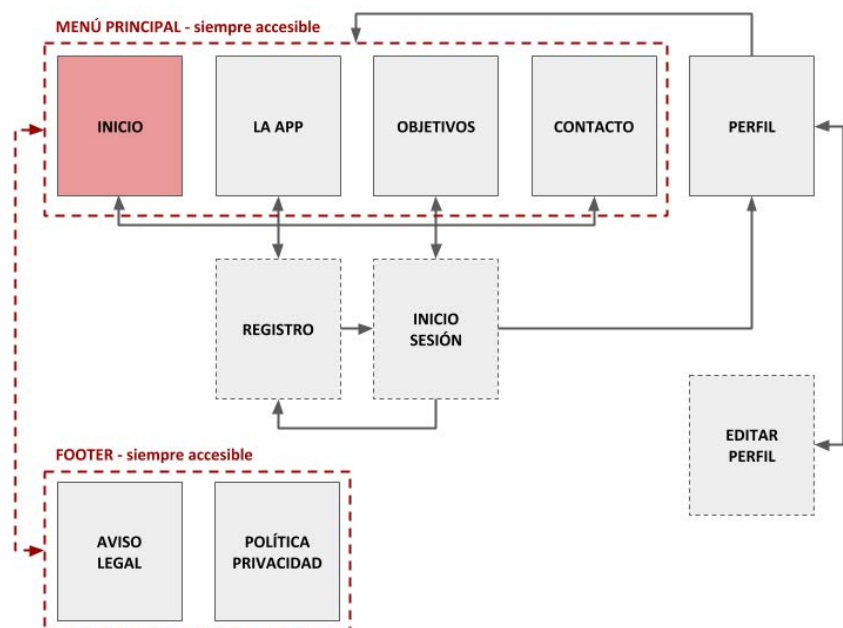 MENÚ PRINCIPAL - siempre accesible
INICIO
LA APP
OBJETIVOS
CONTACTO
PERFIL
REGISTRO
INICIO
SESIÓN
EDITAR
PERFIL
FOOTER - siempre accesible
AVISO
LEGAL
POLÍTICA
PRIVACIDAD